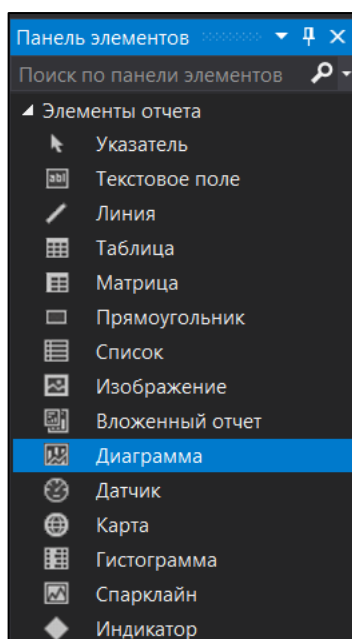 Панель элементов
Поиск по панели элементов
Элементы отчета
Указатель
abl Текстовое поле
Линия
Таблица
Матрица
Прямоугольник
Список
Изображение
Вложенный отчет
Диаграмма
Датчик
Карта
Гистограмма
Спарклайн
Индикатор